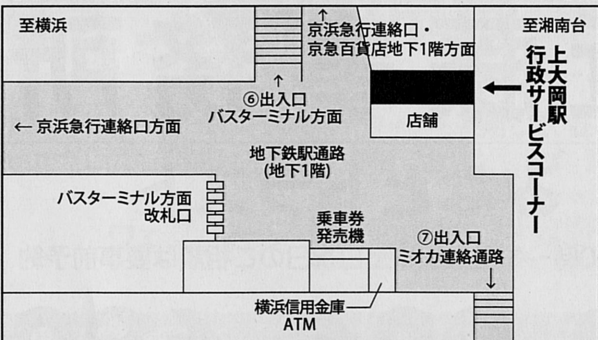 至横浜
↑
京浜急行連絡口・
京急百貨店地下1階方面
至湘南台
上大岡駅
行政サービスコーナー
←
↑
⑥出入口
バスターミナル方面
店舗
← 京浜急行連絡口方面
地下鉄駅通路
(地下1階)
バスターミナル方面
改札口
乗車券
発売機
⑦出入口
ミオカ連絡通路
↓
横浜信用金庫
ATM